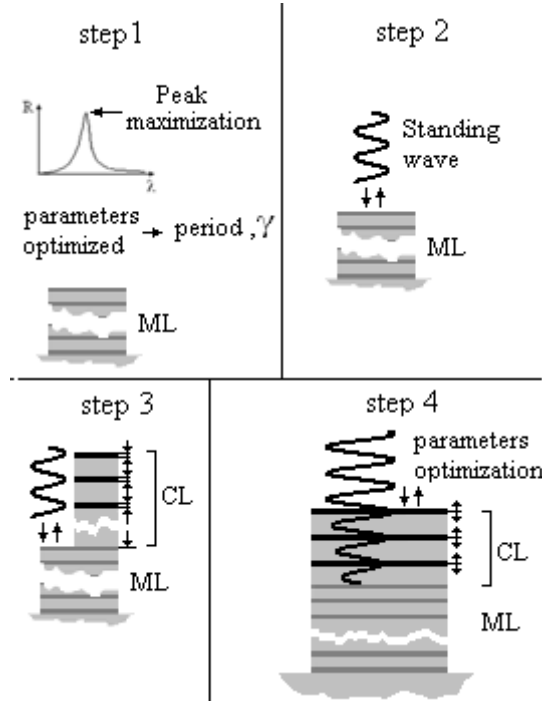 step 1
R
Peak
maximization
λ
parameters
optimized → period ,γ
ML
step 2
Standing
wave
ML
step 3
CL
ML
step 4
parameters
optimization
CL
ML